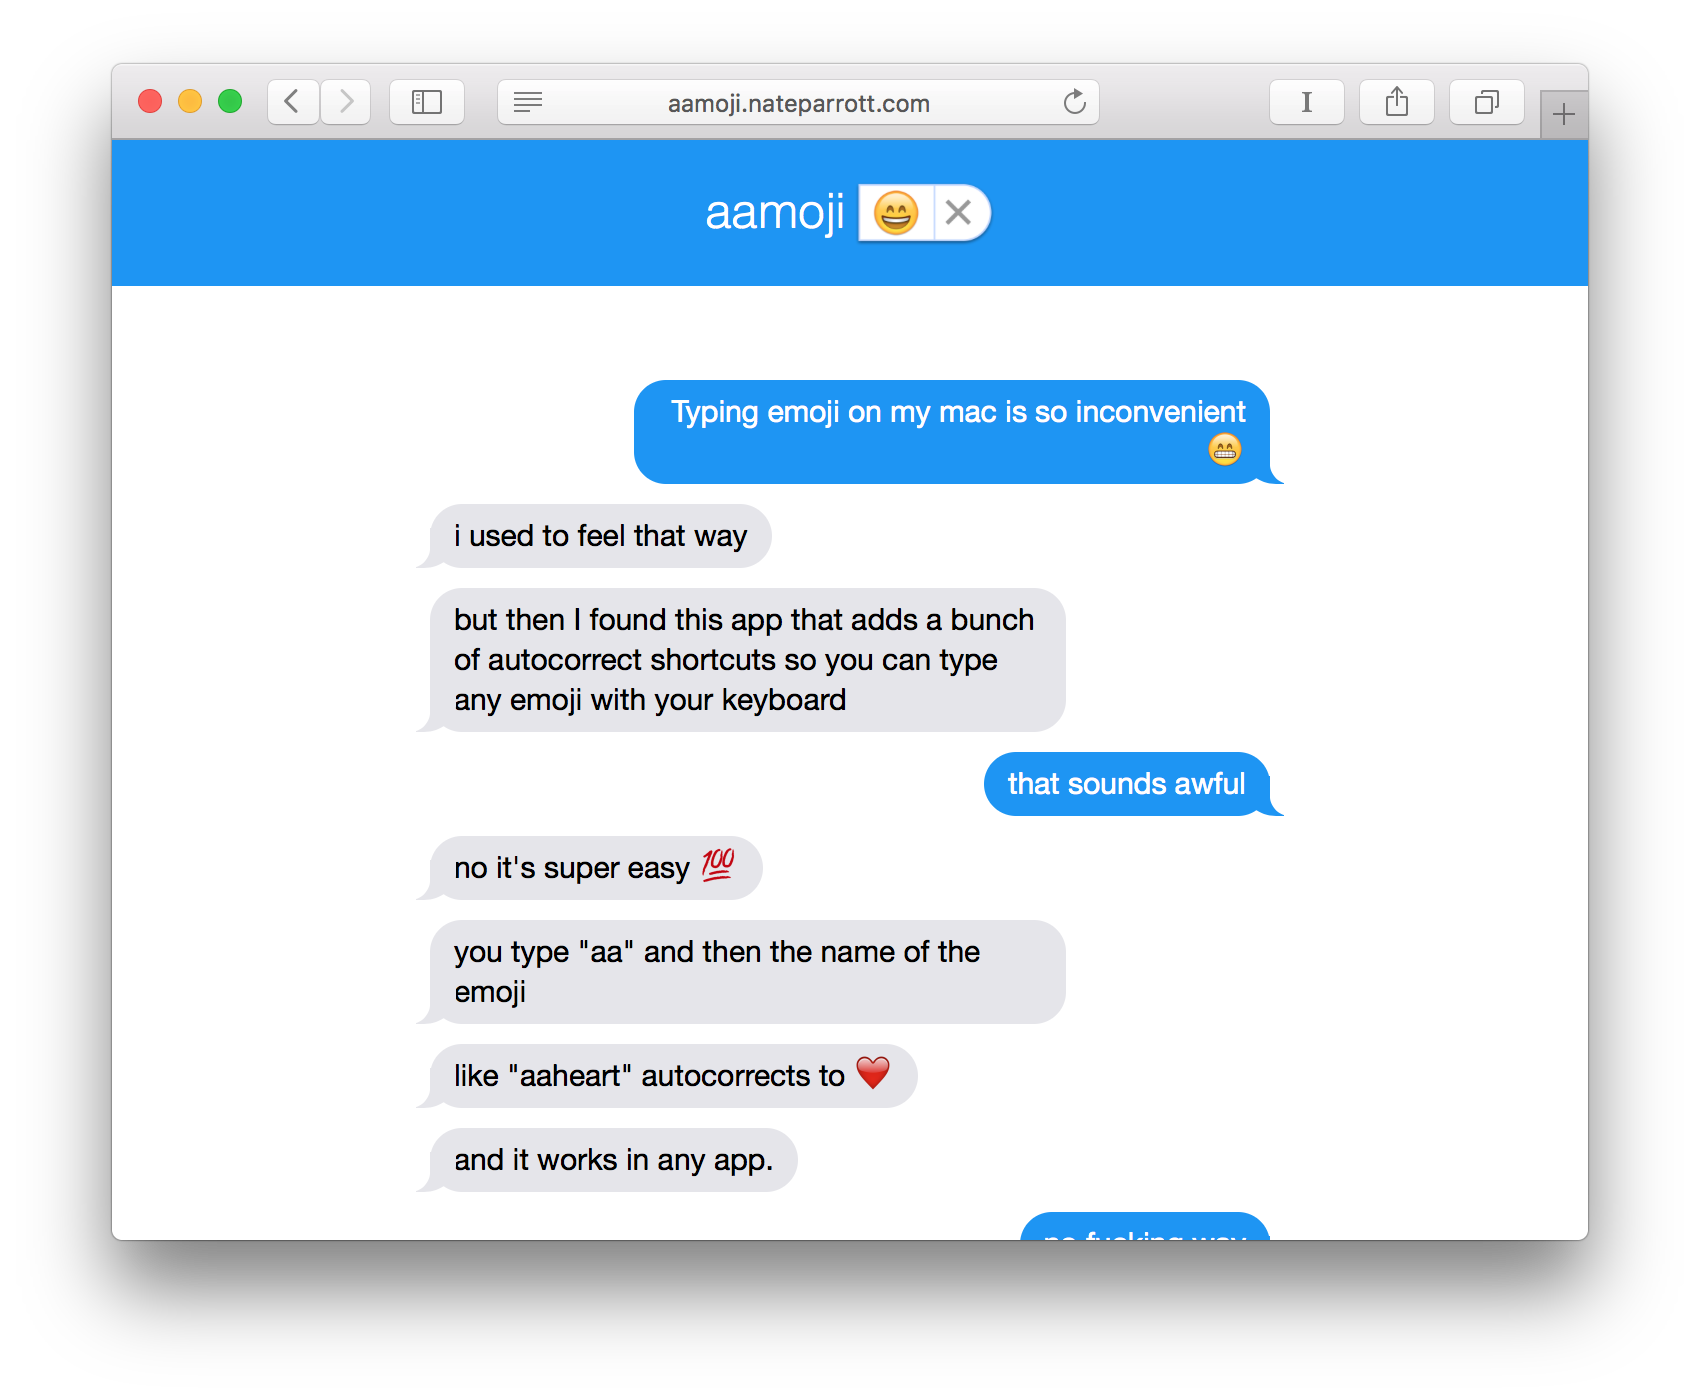 aamoji.nateparrott.com
aamoji 😄
Typing emoji on my mac is so inconvenient
😁
i used to feel that way
but then I found this app that adds a bunch
of autocorrect shortcuts so you can type
any emoji with your keyboard
that sounds awful
no it's super easy 💯
you type "aa" and then the name of the
emoji
like "aaheart" autocorrects to ❤️
and it works in any app.
no fucking way